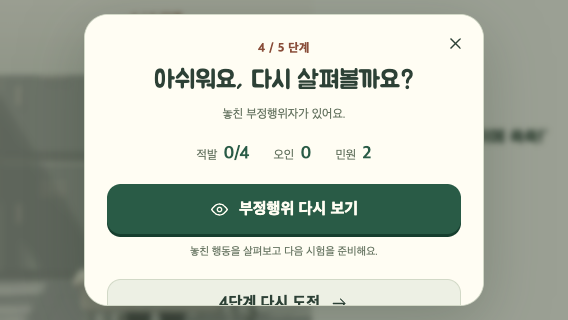 4 / 5 단계
아쉬워요, 다시 살펴볼까요?
놓친 부정행위자가 있어요.
적발 0/4 오인 0 민원 2
부정행위 다시 보기
놓친 행동을 살펴보고 다음 시험을 준비해요.
4단계 다시 도전 →